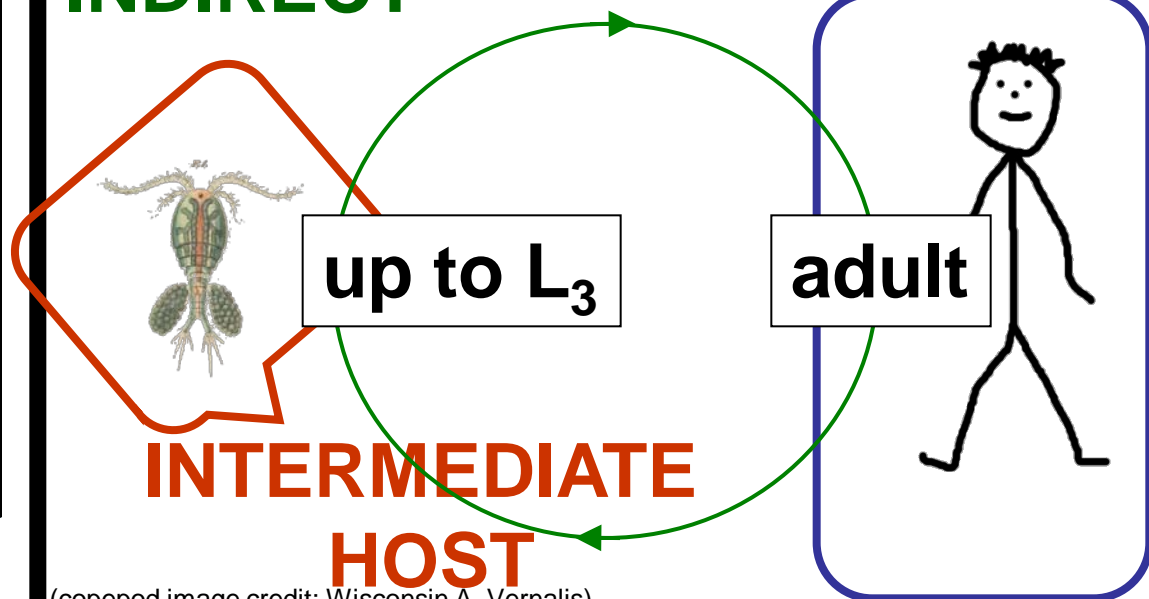 INDIRECT
up to L₃
adult
INTERMEDIATE
HOST
(copepod image credit: Wisconsin A. Vernalis)